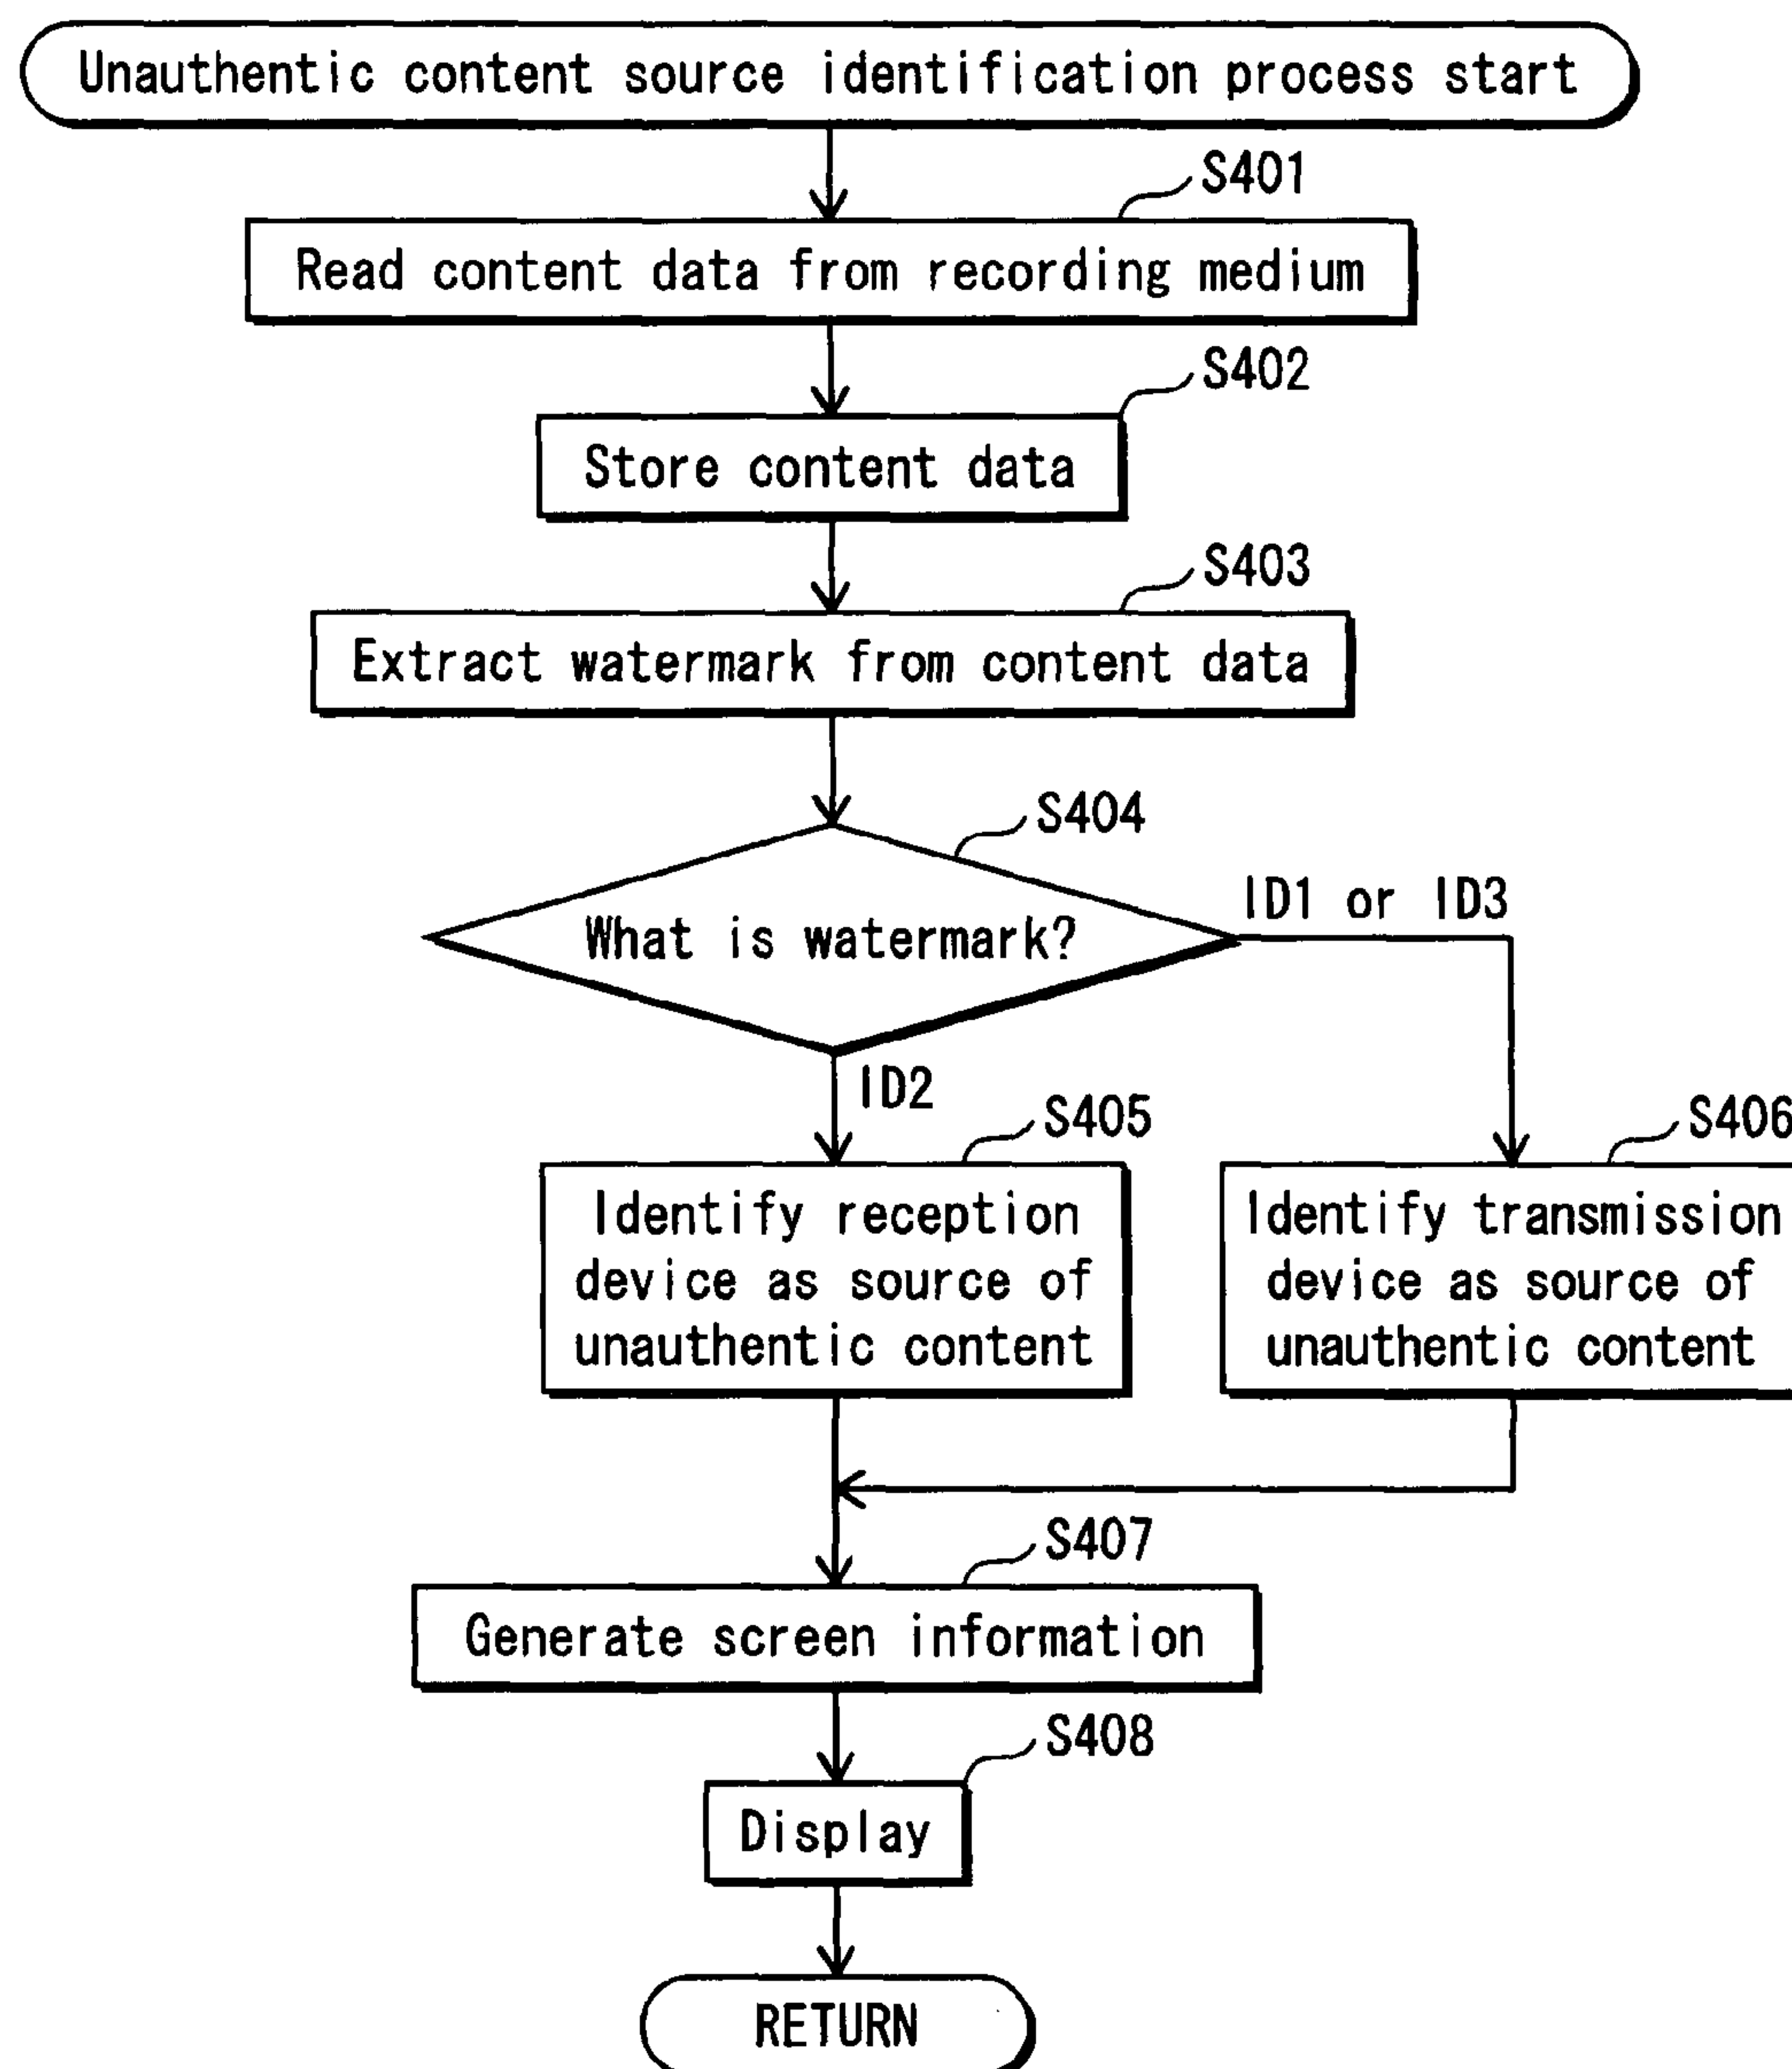 Unauthentic content source identification process start
S401
Read content data from recording medium
S402
Store content data
S403
Extract watermark from content data
S404
What is watermark?
ID1 or ID3
ID2
S405
Identify reception
device as source of
unauthentic content
S406
Identify transmission
device as source of
unauthentic content
S407
Generate screen information
S408
Display
RETURN